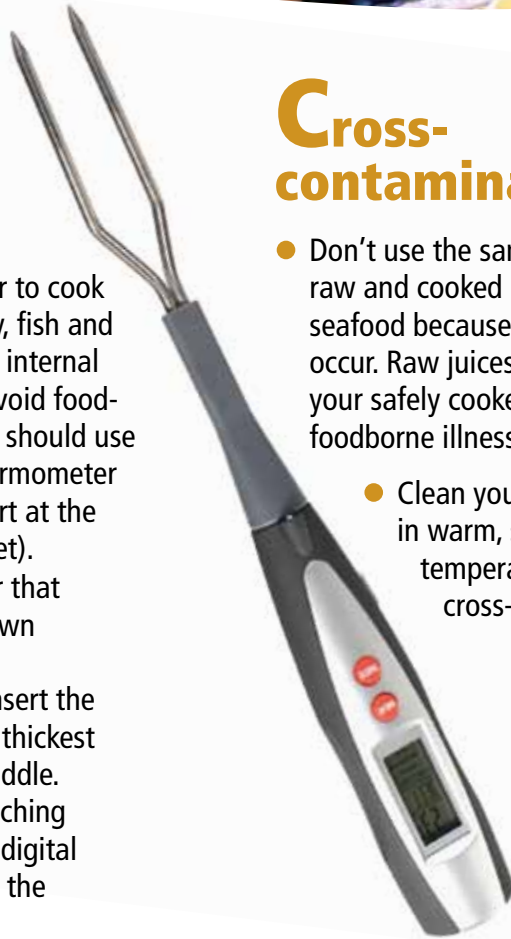 r to cook
, fish and
internal
void food-
should use
ermometer
rt at the
et).
r that
wn
nsert the
thickest
ddle.
ching
digital
the
Cross-
contamina
Don’t use the sar
raw and cooked
seafood because
occur. Raw juices
your safely cooke
foodborne illness
Clean you
in warm,
tempera
cross-